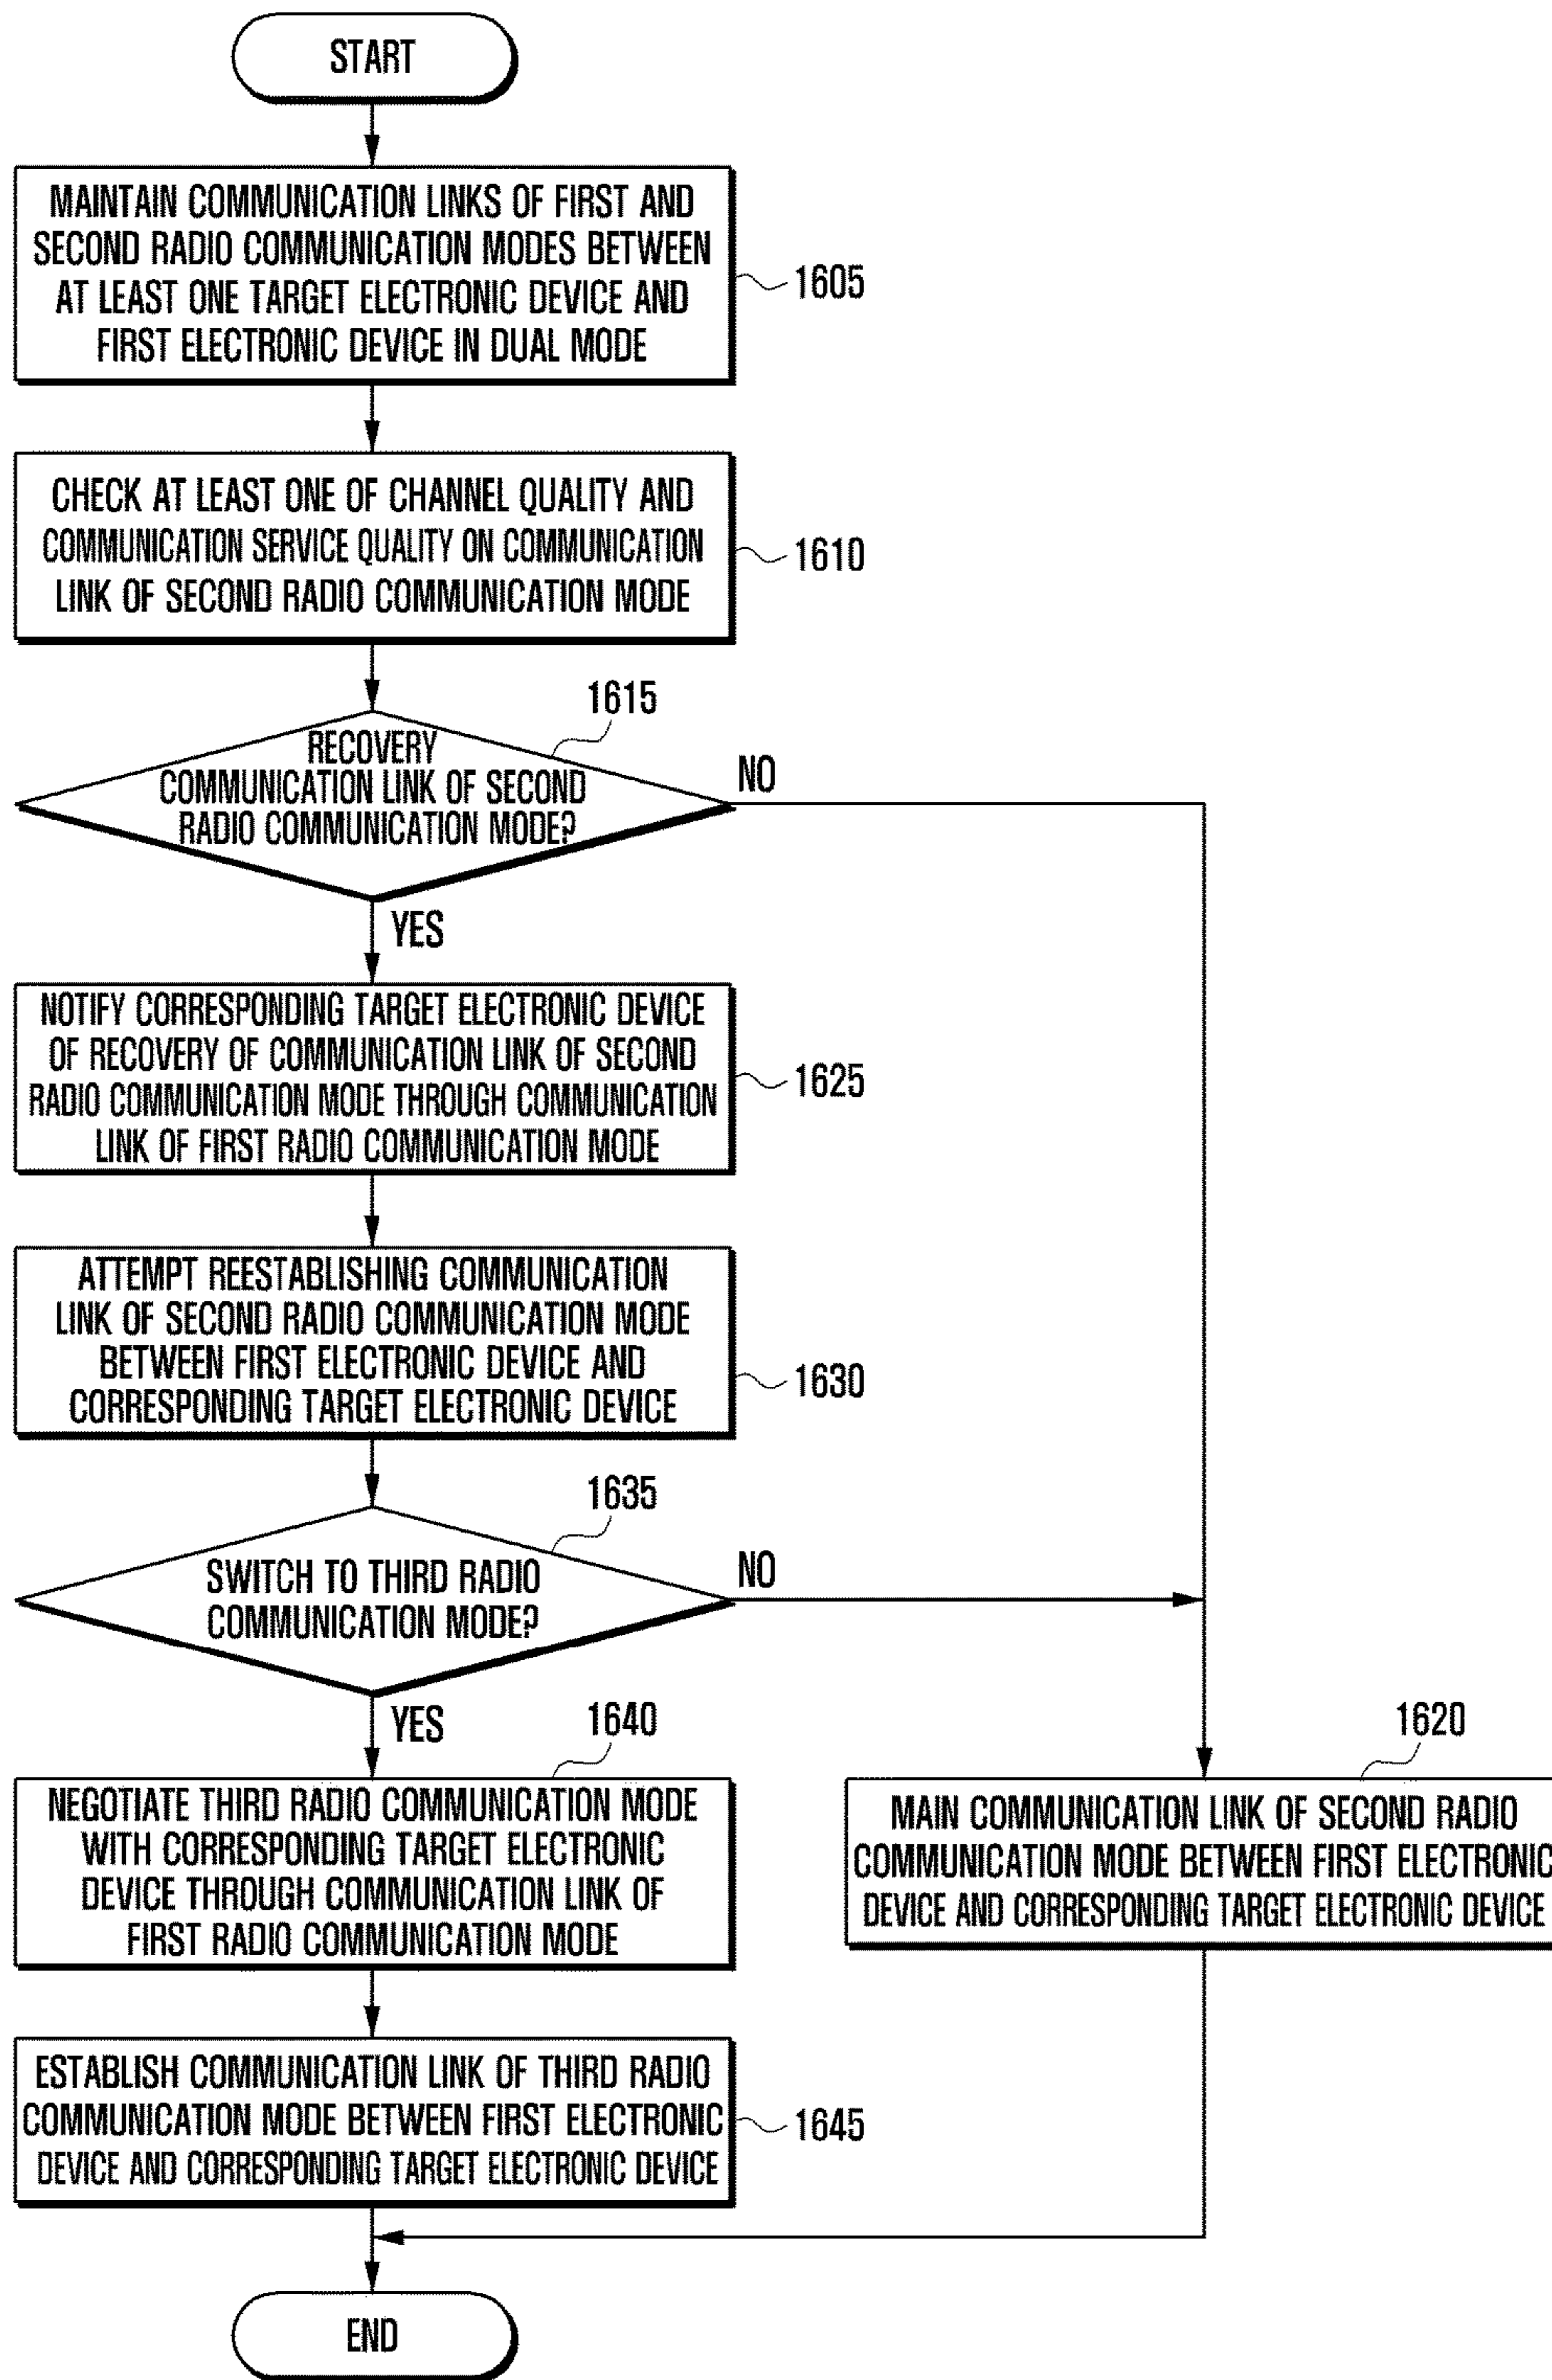 START
MAINTAIN COMMUNICATION LINKS OF FIRST AND
SECOND RADIO COMMUNICATION MODES BETWEEN
AT LEAST ONE TARGET ELECTRONIC DEVICE AND
FIRST ELECTRONIC DEVICE IN DUAL MODE
1605
CHECK AT LEAST ONE OF CHANNEL QUALITY AND
COMMUNICATION SERVICE QUALITY ON COMMUNICATION
LINK OF SECOND RADIO COMMUNICATION MODE
1610
1615
RECOVERY
COMMUNICATION LINK OF SECOND
RADIO COMMUNICATION MODE?
NO
YES
NOTIFY CORRESPONDING TARGET ELECTRONIC DEVICE
OF RECOVERY OF COMMUNICATION LINK OF SECOND
RADIO COMMUNICATION MODE THROUGH COMMUNICATION
LINK OF FIRST RADIO COMMUNICATION MODE
1625
ATTEMPT REESTABLISHING COMMUNICATION
LINK OF SECOND RADIO COMMUNICATION MODE
BETWEEN FIRST ELECTRONIC DEVICE AND
CORRESPONDING TARGET ELECTRONIC DEVICE
1630
1635
SWITCH TO THIRD RADIO
COMMUNICATION MODE?
NO
YES
1640
NEGOTIATE THIRD RADIO COMMUNICATION MODE
WITH CORRESPONDING TARGET ELECTRONIC
DEVICE THROUGH COMMUNICATION LINK OF
FIRST RADIO COMMUNICATION MODE
1620
MAIN COMMUNICATION LINK OF SECOND RADIO
COMMUNICATION MODE BETWEEN FIRST ELECTRONIC
DEVICE AND CORRESPONDING TARGET ELECTRONIC DEVICE
ESTABLISH COMMUNICATION LINK OF THIRD RADIO
COMMUNICATION MODE BETWEEN FIRST ELECTRONIC
DEVICE AND CORRESPONDING TARGET ELECTRONIC DEVICE
1645
END